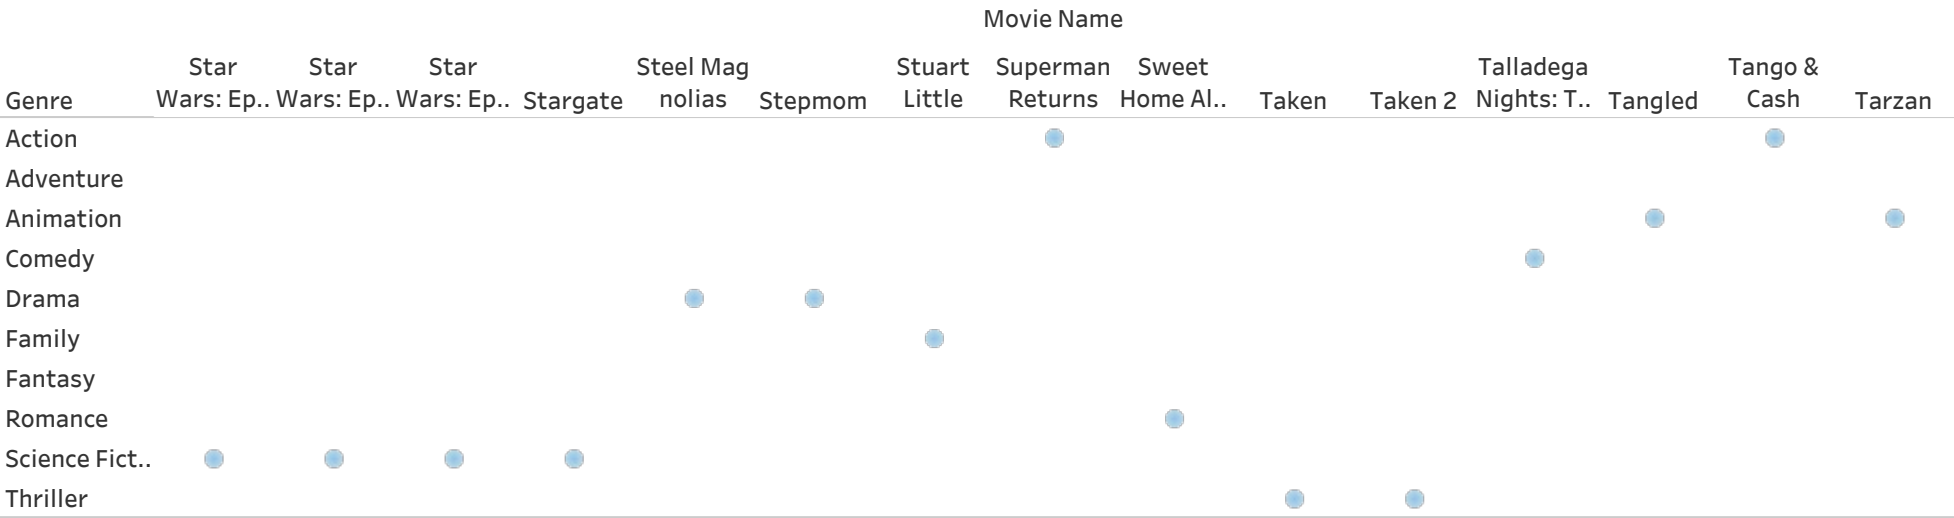 Movie Name
Star Star Star Steel Mag Stuart Superman Sweet Talladega Tango &
Genre Wars: Ep.. Wars: Ep.. Wars: Ep.. Stargate nolias Stepmom Little Returns Home Al.. Taken Taken 2 Nights: T.. Tangled Cash Tarzan
Action
Adventure
Animation
Comedy
Drama
Family
Fantasy
Romance
Science Fict..
Thriller